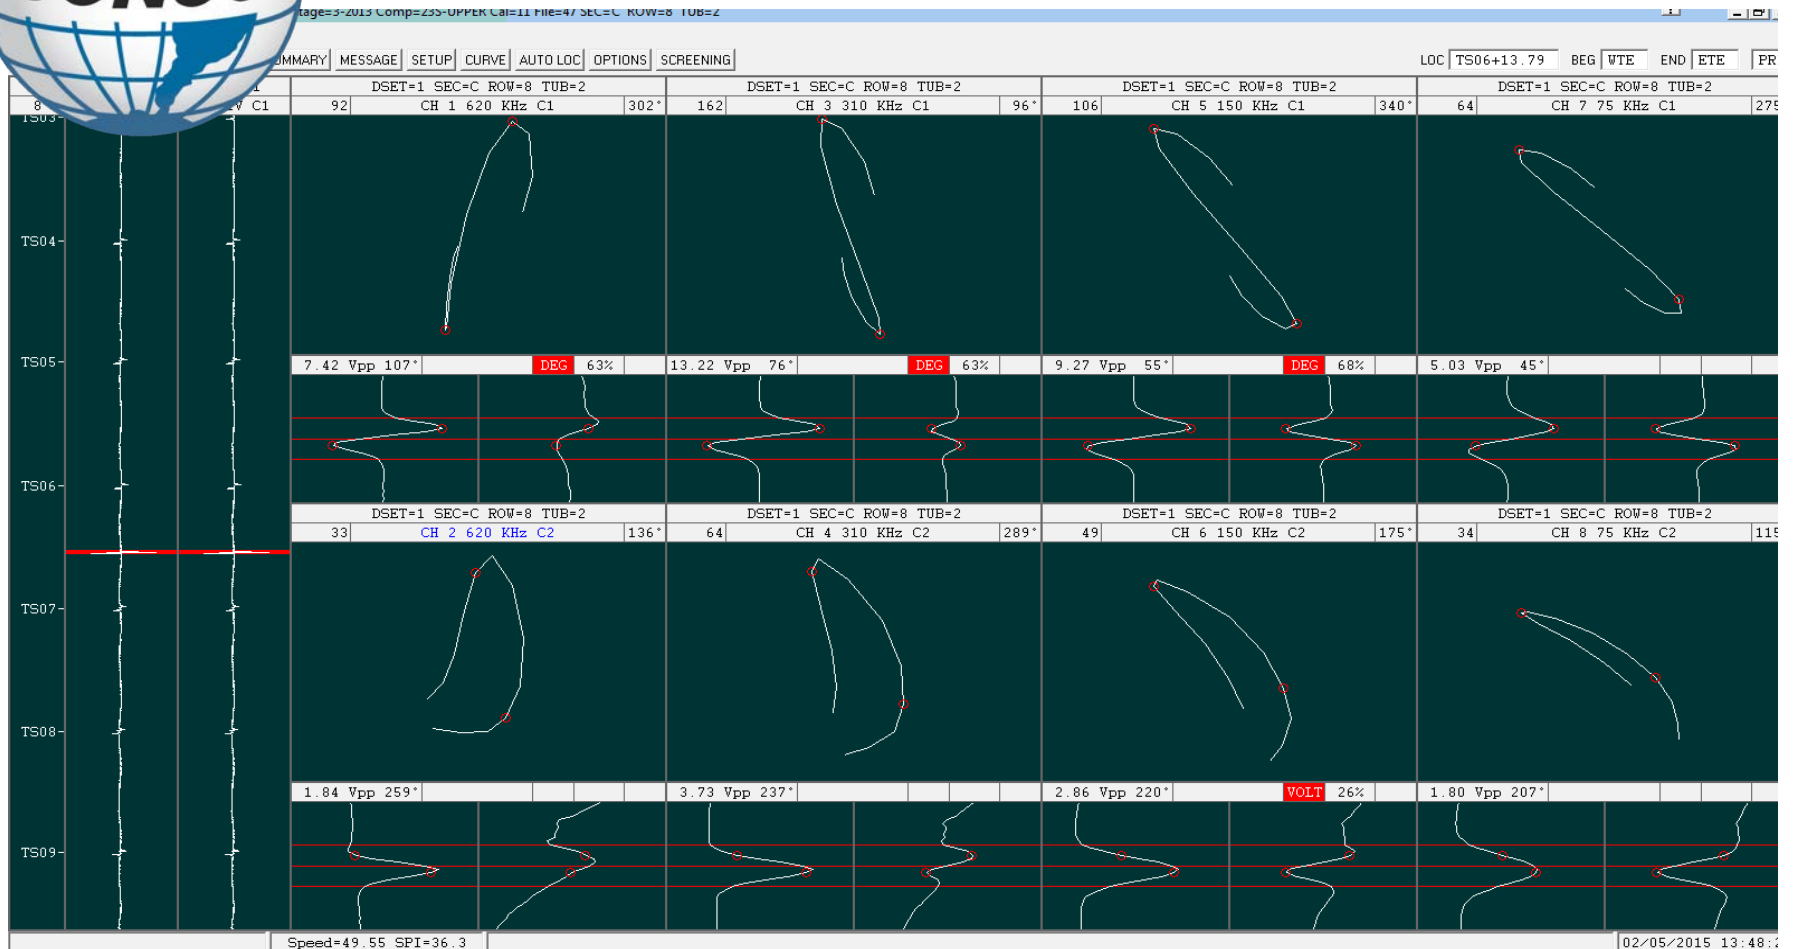 tage=3-2013 Comp=23S-UPPER Cal=11 File=47 SEC=C ROW=8 TUB=2
MMARY MESSAGE SETUP CURVE AUTO LOC OPTIONS SCREENING LOC TS06+13.79 BEG WTE END ETE PR
DSET=1 SEC=C ROW=8 TUB=2 DSET=1 SEC=C ROW=8 TUB=2 DSET=1 SEC=C ROW=8 TUB=2 DSET=1 SEC=C ROW=8 TUB=2
8 V C1 92 CH 1 620 KHz C1 302° 162 CH 3 310 KHz C1 96° 106 CH 5 150 KHz C1 340° 64 CH 7 75 KHz C1 275
TS03-
TS04-
TS05-
7.42 Vpp 107° DEG 63% 13.22 Vpp 76° DEG 63% 9.27 Vpp 55° DEG 68% 5.03 Vpp 45°
TS06-
DSET=1 SEC=C ROW=8 TUB=2 DSET=1 SEC=C ROW=8 TUB=2 DSET=1 SEC=C ROW=8 TUB=2 DSET=1 SEC=C ROW=8 TUB=2
33 CH 2 620 KHz C2 136° 64 CH 4 310 KHz C2 289° 49 CH 6 150 KHz C2 175° 34 CH 8 75 KHz C2 115
TS07-
TS08-
1.84 Vpp 259° 3.73 Vpp 237° 2.86 Vpp 220° VOLT 26% 1.80 Vpp 207°
TS09-
Speed=49.55 SPI=36.3 02/05/2015 13:48:2